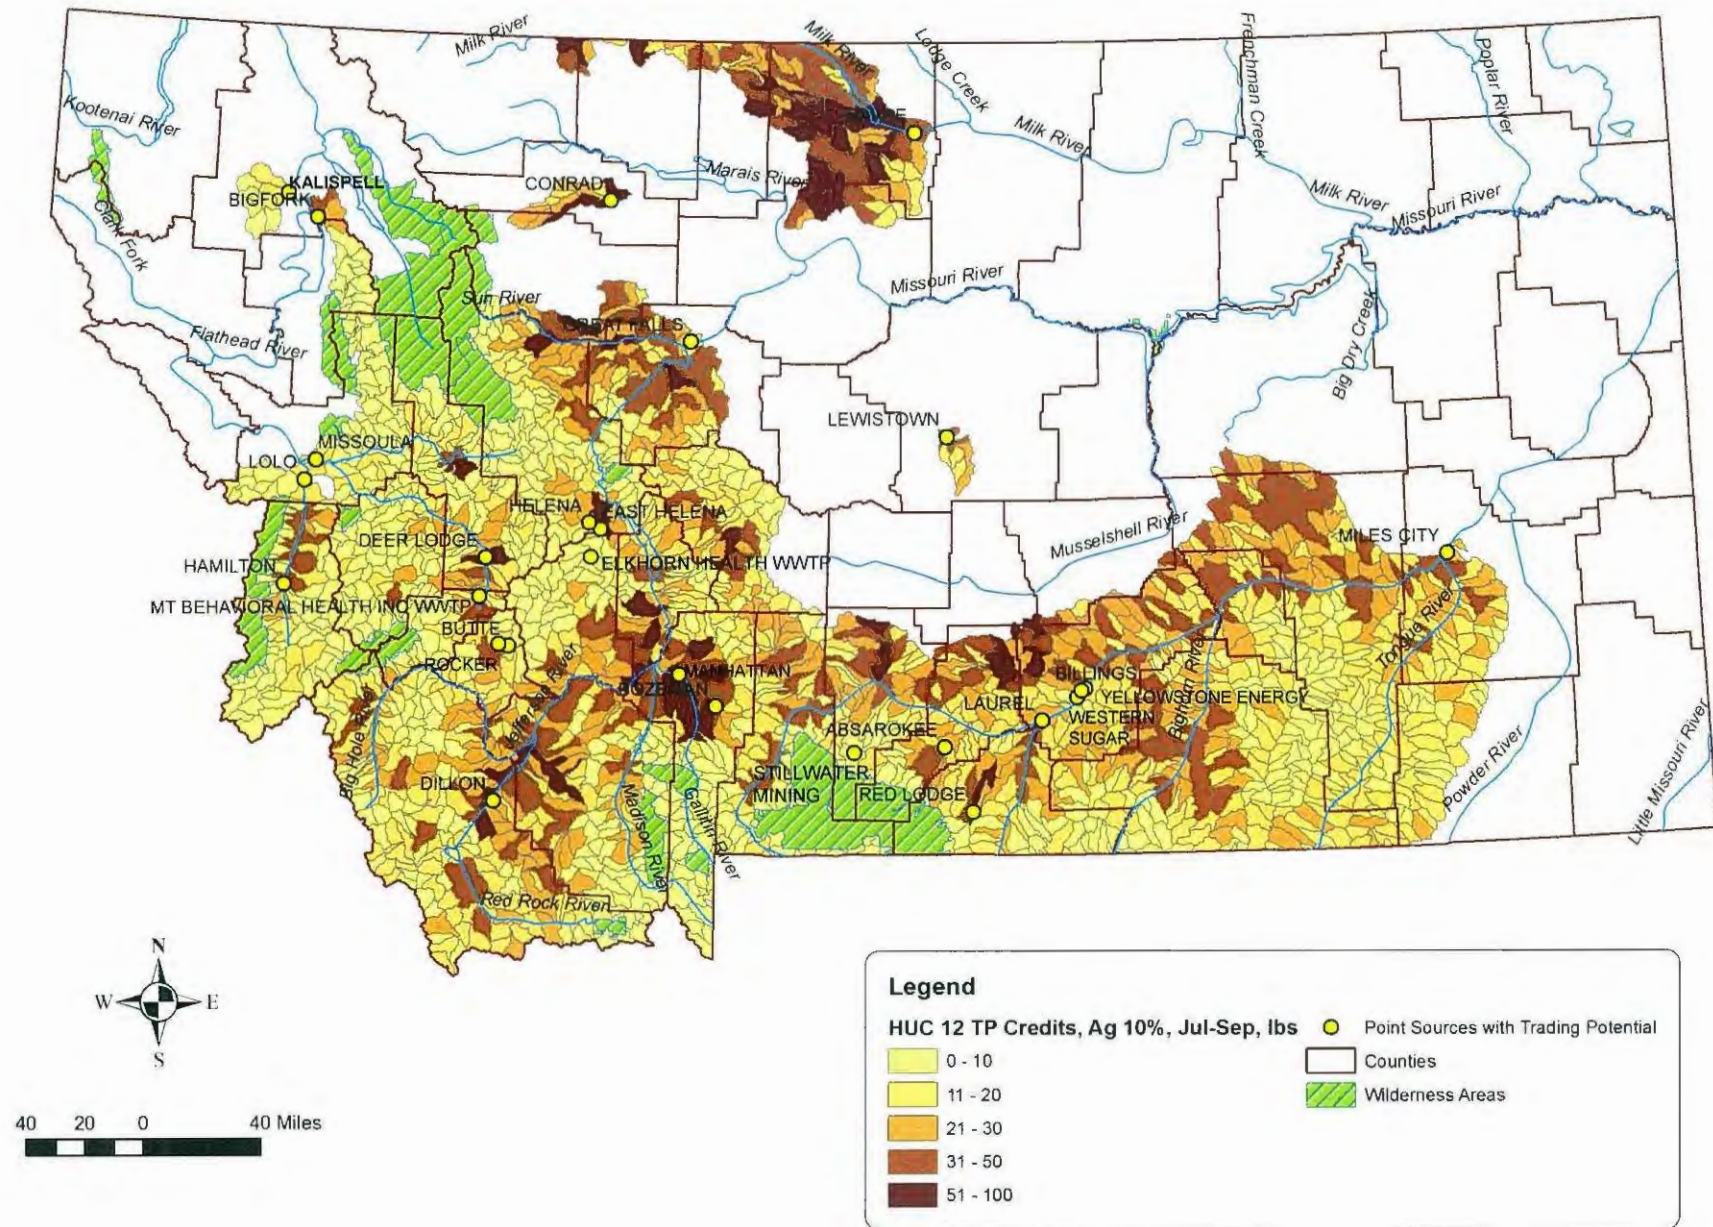 Milk River
Milk River
Lodge Creek
Frenchman Creek
Poplar River
Kootenai River
Milk River
Marais River
KALISPELL
BIGFORK
CONRAD
Milk River
Missouri River
Clark Fork
Missouri River
Sun River
GREAT FALLS
Flathead River
Big Dry Creek
LEWISTOWN
MISSOULA
LOLO
HELENA
EAST HELENA
Musselshell River
MILES CITY
DEER LODGE
ELKHORN HEALTH WWTP
HAMILTON
MT BEHAVIORAL HEALTH INC WWTP
BUTTE
ROCKER
Jefferson River
MANHATTAN
BOZEMAN
Tongue River
BILLINGS
YELLOWSTONE ENERGY
LAUREL
WESTERN
SUGAR
Bighorn River
ABSAROKEE
Big Hole River
DILLON
STILLWATER
MINING
RED LODGE
Madison River
Gallitin River
Powder River
Little Missouri River
Red Rock River
N
W
E
S
40 20 0 40 Miles
Legend
HUC 12 TP Credits, Ag 10%, Jul-Sep, lbs
0 - 10
11 - 20
21 - 30
31 - 50
51 - 100
Point Sources with Trading Potential
Counties
Wilderness Areas